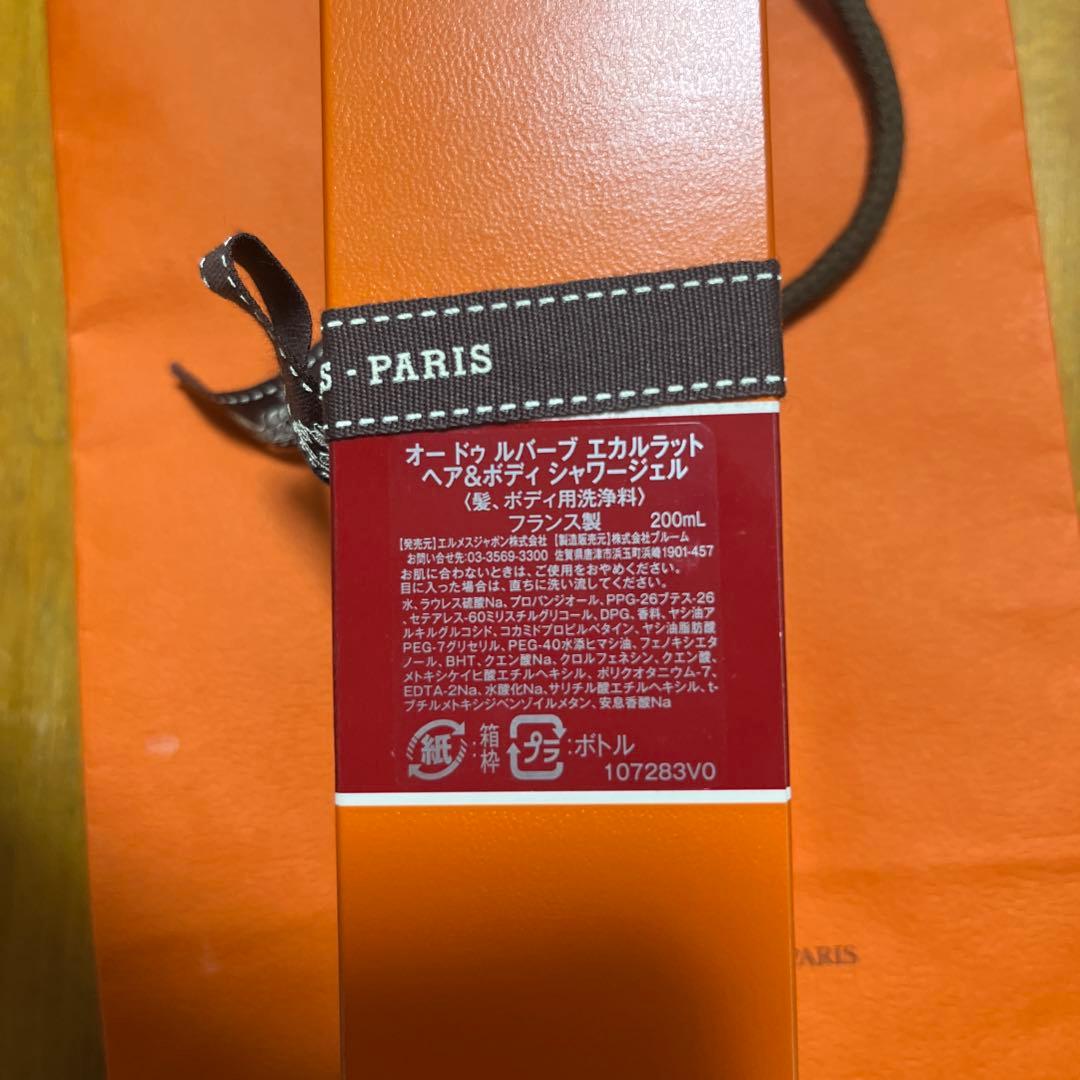 S - PARIS
オー ドゥ ルバーブ エカルラット
ヘア&ボディ シャワージェル
〈髪、ボディ用洗浄料〉
フランス製 200mL
【発売元】エルメスジャポン株式会社 【製造販売元】株式会社ブルーム
お問い合せ先:03-3569-3300 佐賀県唐津市浜玉町浜崎1901-457
お肌に合わないときは、ご使用をおやめください。
目に入った場合は、直ちに洗い流してください。
水、ラウレス硫酸Na、プロパンジオール、PPG-26ブテス-26
、セテアレス-60ミリスチルグリコール、DPG、香料、ヤシ油ア
ルキルグルコシド、コカミドプロピルベタイン、ヤシ油脂肪酸
PEG-7グリセリル、PEG-40水添ヒマシ油、フェノキシエタ
ノール、BHT、クエン酸Na、クロルフェネシン、クエン酸、
メトキシケイヒ酸エチルヘキシル、ポリクオタニウム-7、
EDTA-2Na、水酸化Na、サリチル酸エチルヘキシル、t-
ブチルメトキシジベンゾイルメタン、安息香酸Na
紙:箱 枠 プラ:ボトル
107283V0
PARIS